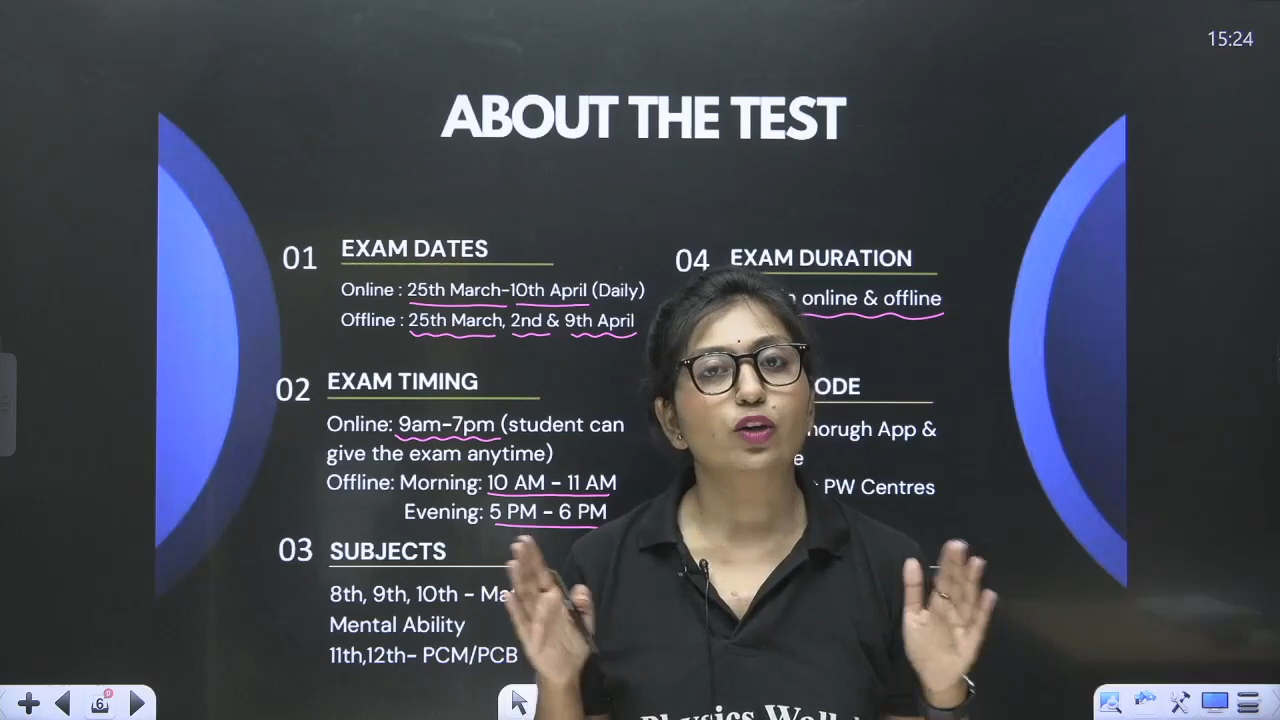 15:24
ABOUT THE TEST
01 EXAM DATES
Online : 25th March-10th April (Daily)
Offline : 25th March, 2nd & 9th April
02 EXAM TIMING
Online: 9am-7pm (student can
give the exam anytime)
Offline: Morning: 10 AM - 11 AM
Evening: 5 PM - 6 PM
03 SUBJECTS
8th, 9th, 10th -
Mental Ability
11th,12th- PCM/PCB
04 EXAM DURATION
online & offline
App &
PW Centres
Physics
6
0